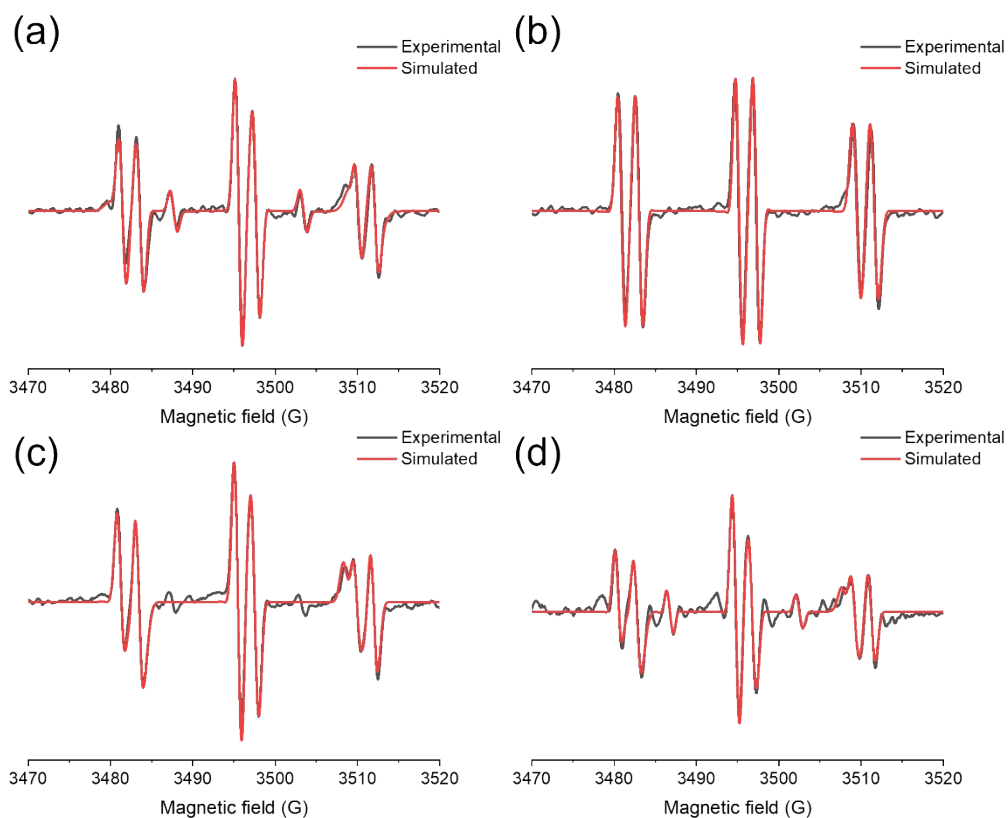 (a)
Experimental
Simulated
3470 3480 3490 3500 3510 3520
Magnetic field (G)
(b)
Experimental
Simulated
3470 3480 3490 3500 3510 3520
Magnetic field (G)
(c)
Experimental
Simulated
3470 3480 3490 3500 3510 3520
Magnetic field (G)
(d)
Experimental
Simulated
3470 3480 3490 3500 3510 3520
Magnetic field (G)